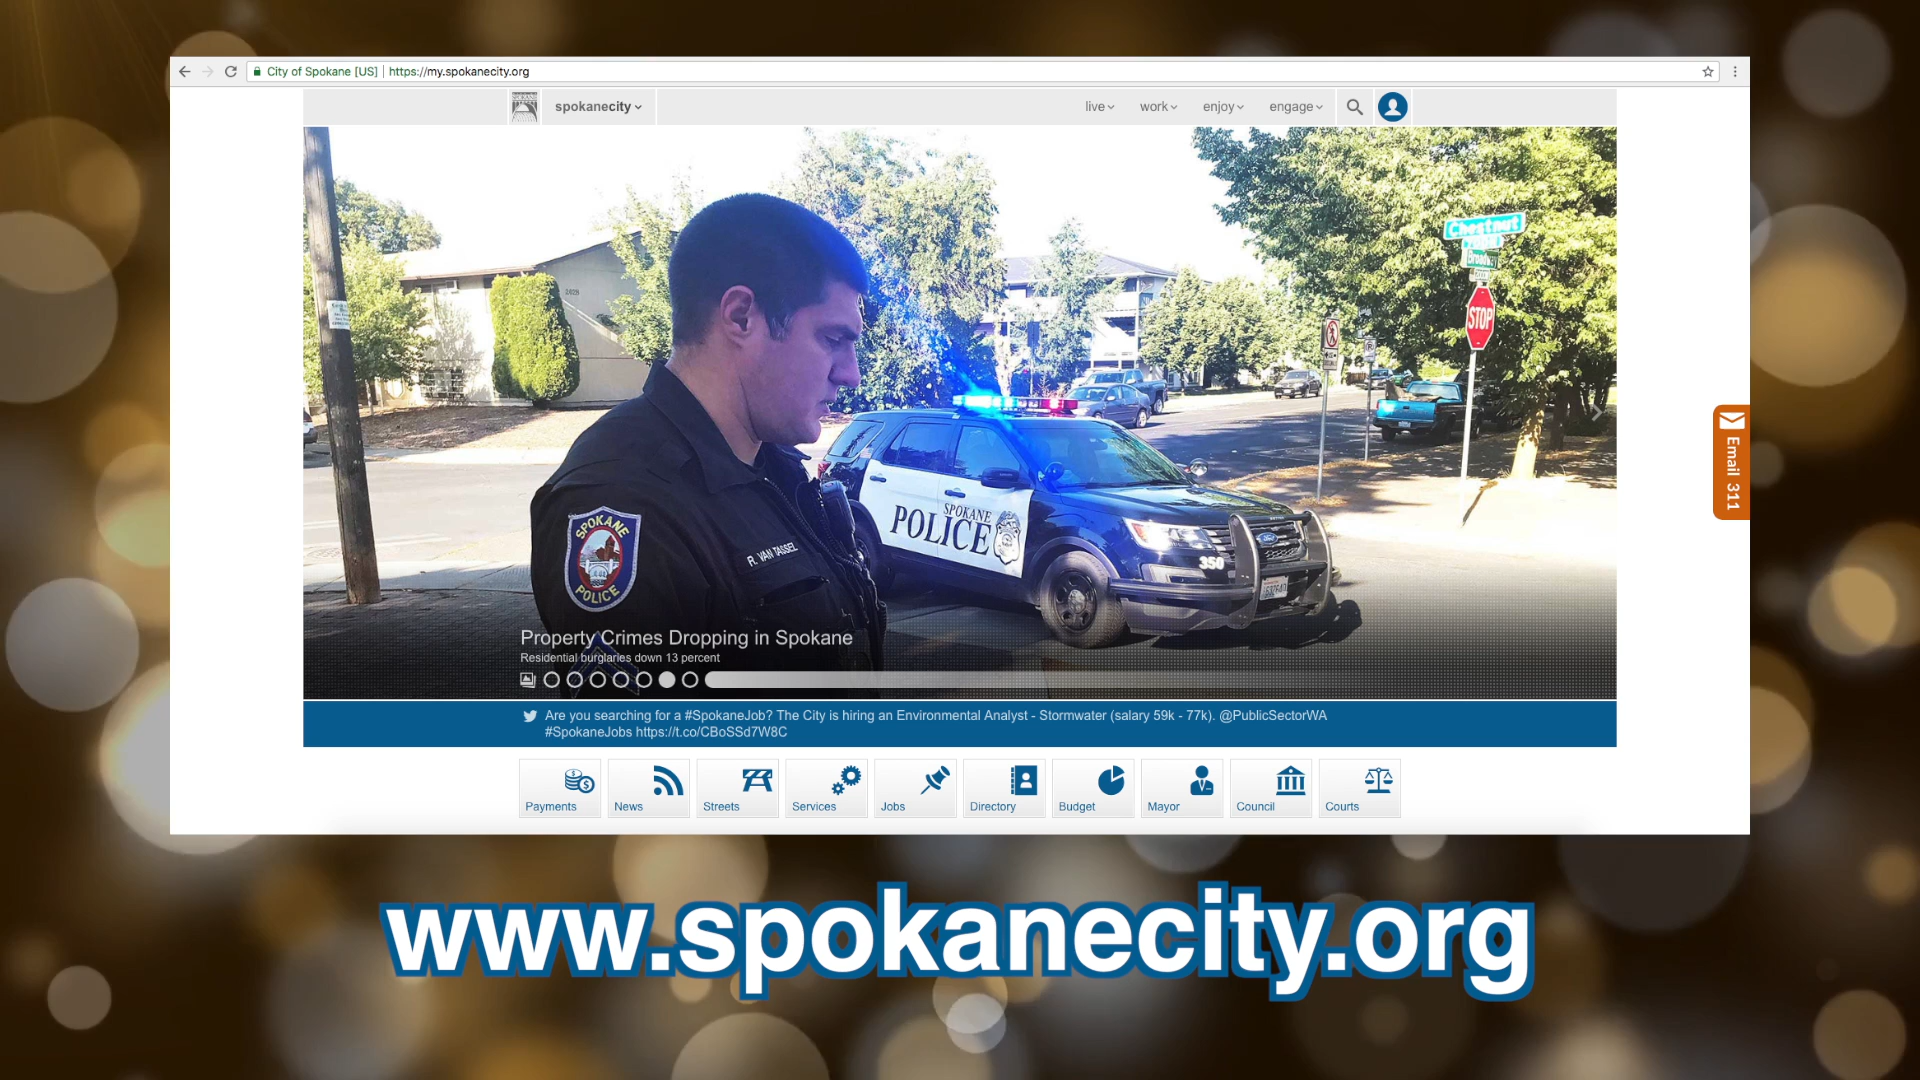 City of Spokane [US] | https://my.spokanecity.org
spokanecity
live
work
enjoy
engage
Chestnut
Broadway
STOP
2029
SPOKANE
POLICE
R. VAN TASSEL
SPOKANE
POLICE
350
Email 311
Property Crimes Dropping in Spokane
Residential burglaries down 13 percent
Are you searching for a #SpokaneJob? The City is hiring an Environmental Analyst - Stormwater (salary 59k - 77k). @PublicSectorWA
#SpokaneJobs https://t.co/CBoSSd7W8C
Payments
News
Streets
Services
Jobs
Directory
Budget
Mayor
Council
Courts
www.spokanecity.org